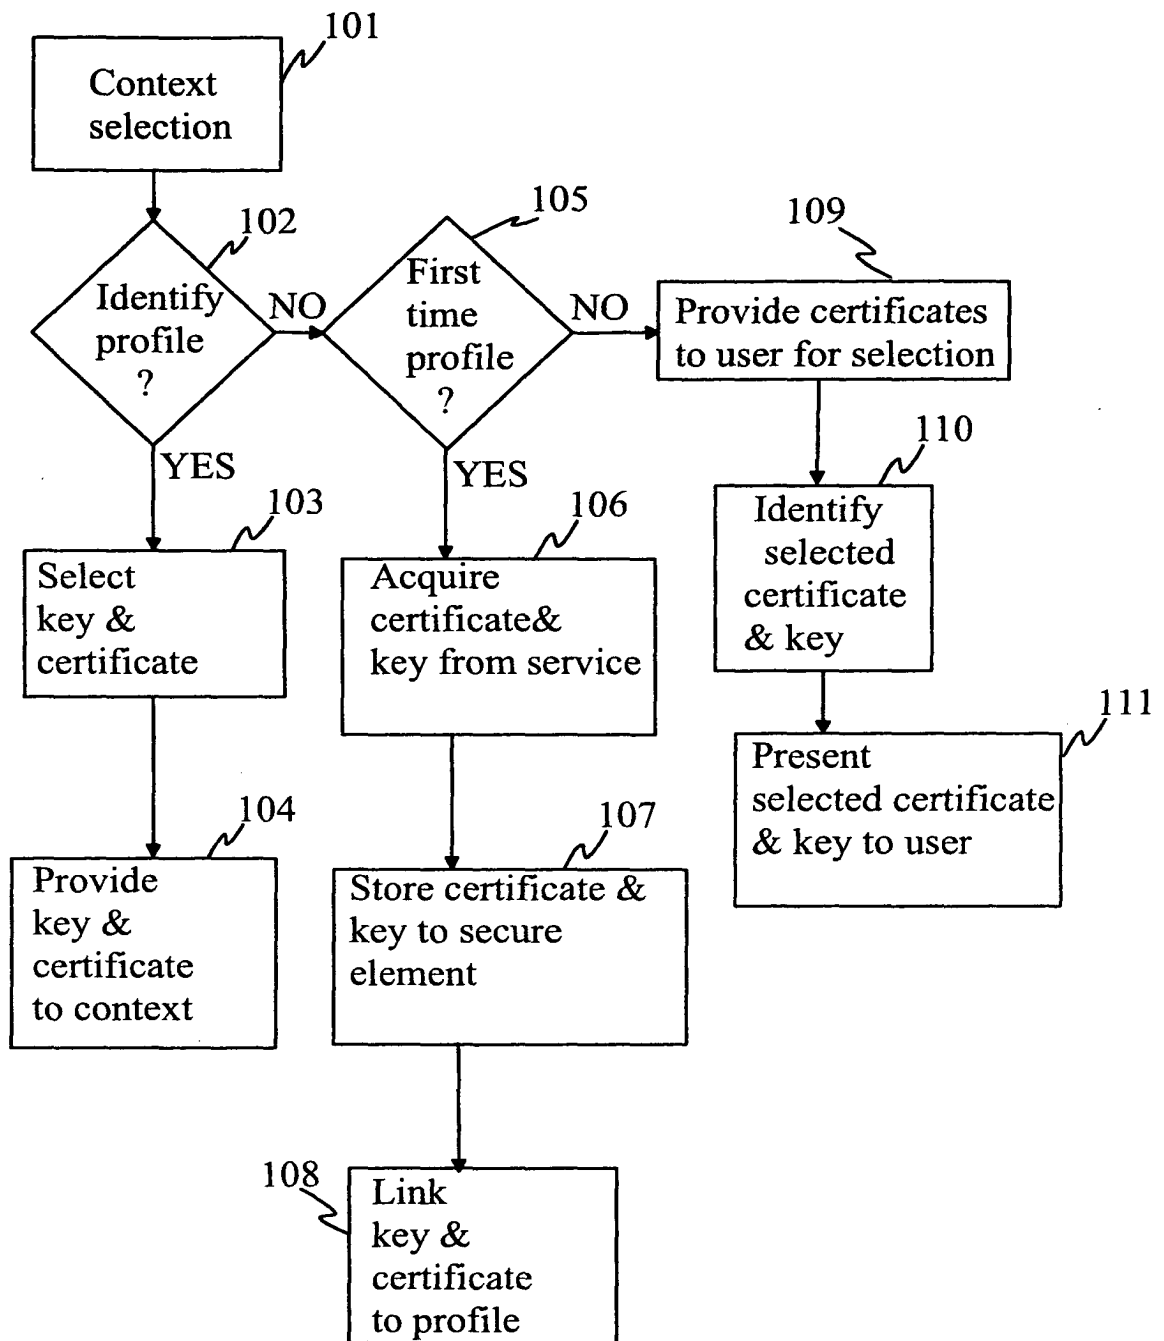 101
Context
selection
102
Identify
profile
?
NO
YES
105
First
time
profile
?
NO
YES
109
Provide certificates
to user for selection
103
Select
key &
certificate
106
Acquire
certificate&
key from service
110
Identify
selected
certificate
& key
111
Present
selected certificate
& key to user
104
Provide
key &
certificate
to context
107
Store certificate &
key to secure
element
108
Link
key &
certificate
to profile